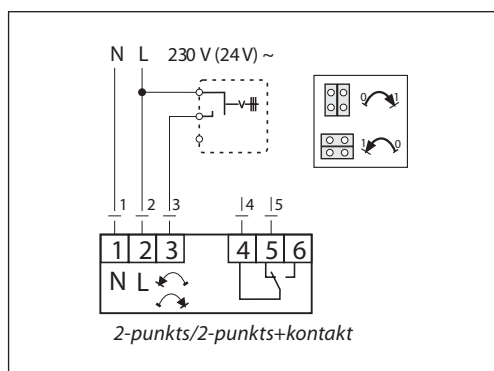 N L 230 V (24 V) ~
0 1
1 0
1 2 3 4 5
1 2 3 4 5 6
N L
2-punkts/2-punkts+kontakt